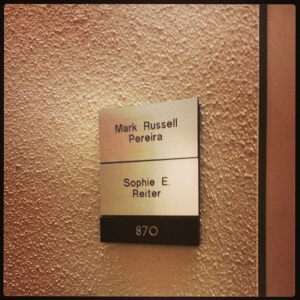 Mark Russell
Pereira
Sophie E.
Reiter
870